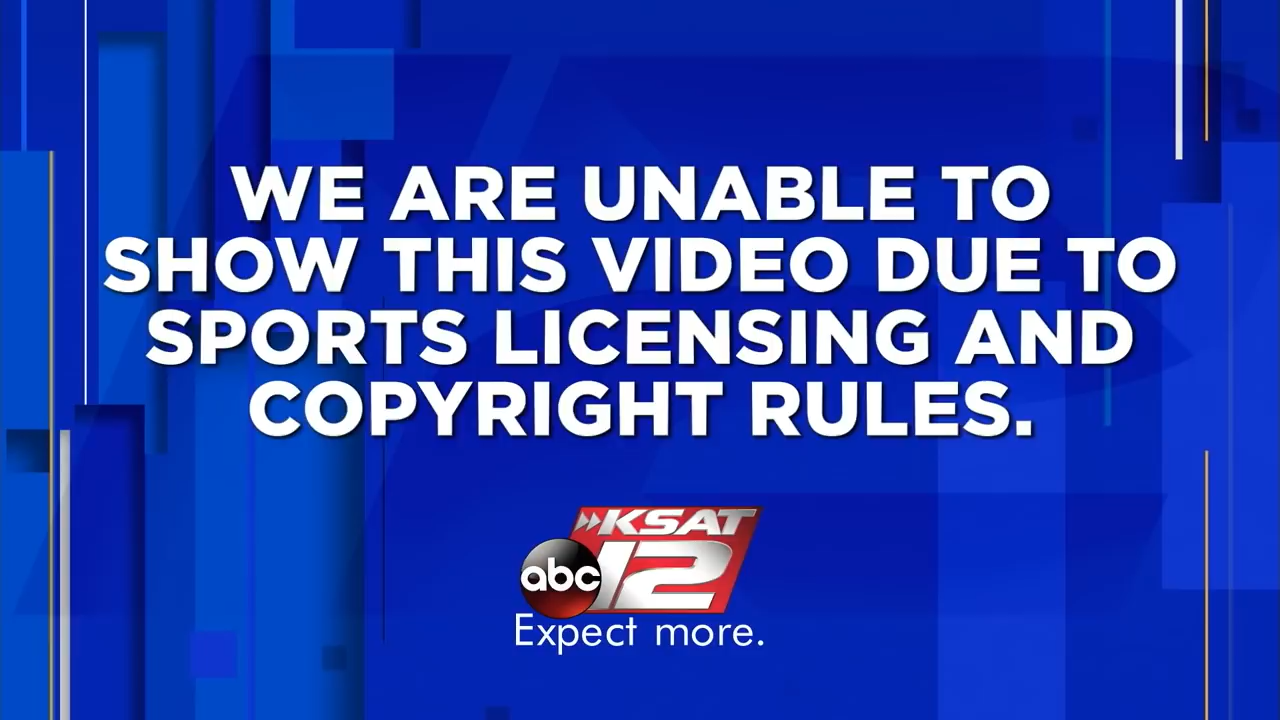 WE ARE UNABLE TO
SHOW THIS VIDEO DUE TO
SPORTS LICENSING AND
COPYRIGHT RULES.
KSAT
abc 12
Expect more.